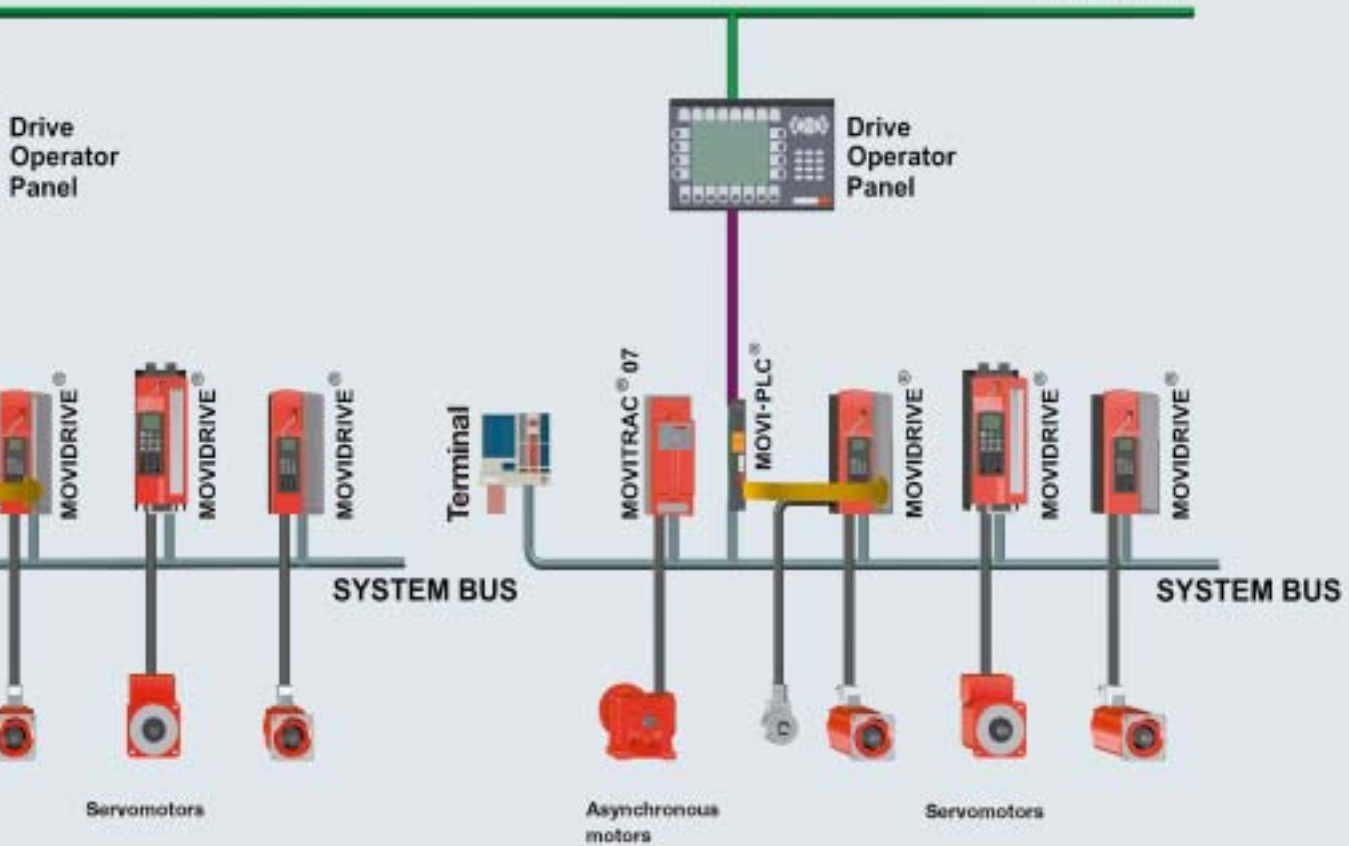 Drive
Operator
Panel
Drive
Operator
Panel
MOVIDRIVE®
MOVIDRIVE®
MOVIDRIVE®
Terminal
MOVITRAC® 07
MOVI-PLC®
MOVIDRIVE®
MOVIDRIVE®
MOVIDRIVE®
SYSTEM BUS
SYSTEM BUS
Servomotors
Asynchronous
motors
Servomotors